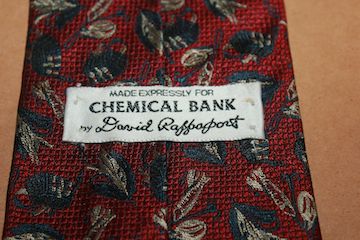 MADE EXPRESSLY FOR
CHEMICAL BANK
by David Rappaport